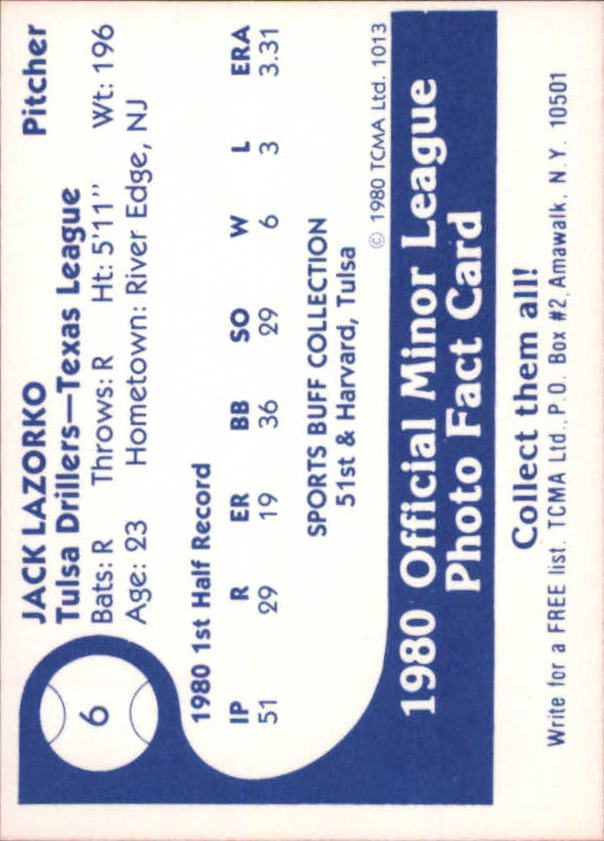 6
JACK LAZORKO Pitcher
Tulsa Drillers—Texas League
Bats: R Throws: R Ht: 5'11" Wt: 196
Age: 23 Hometown: River Edge, NJ
1980 1st Half Record
IP R ER BB SO W L ERA
51 29 19 36 29 6 3 3.31
SPORTS BUFF COLLECTION
51st & Harvard, Tulsa
© 1980 TCMA Ltd. 1013
1980 Official Minor League
Photo Fact Card
Collect them all!
Write for a FREE list. TCMA Ltd., P.O. Box #2, Amawalk, N.Y. 10501